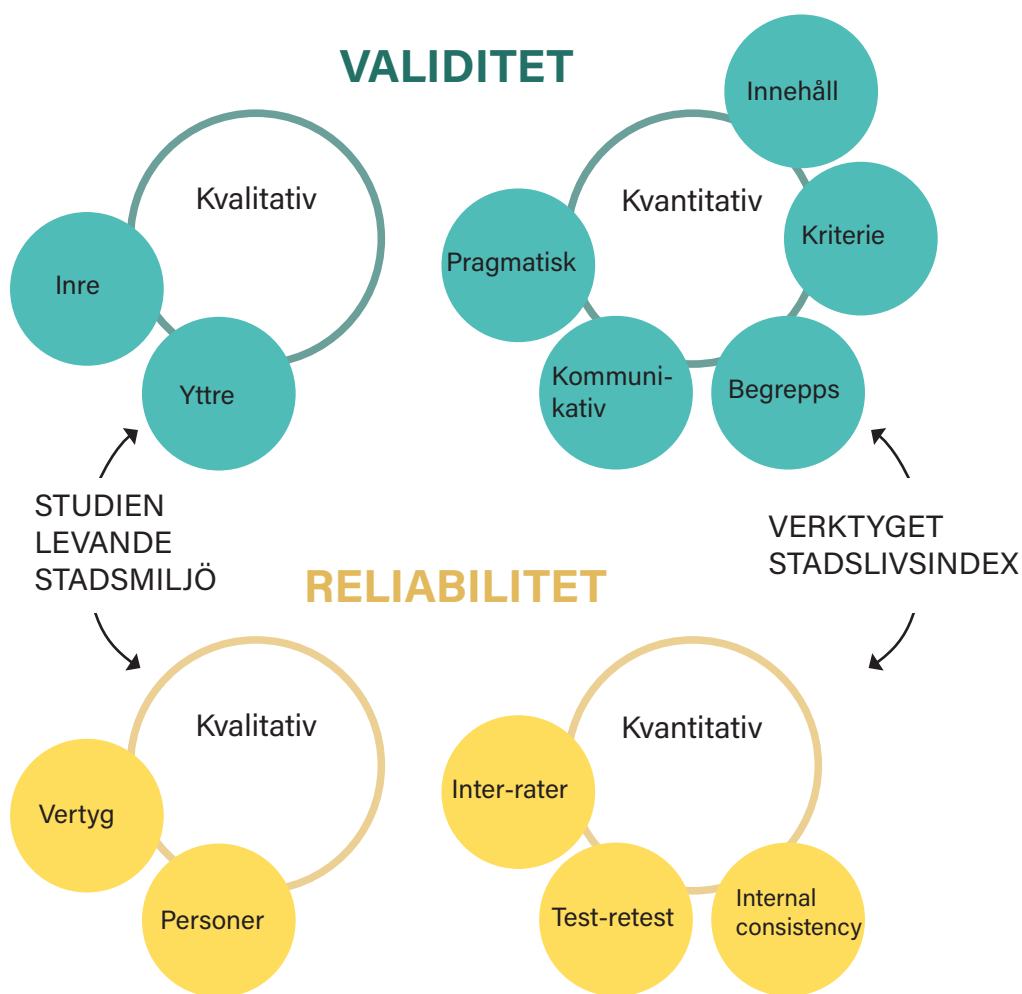 VALIDITET
Innehåll
Kvalitativ
Kvantitativ
Kriterie
Pragmatisk
Inre
Yttre
Kommuni-
kativ
Begrepps
STUDIEN
LEVANDE
STADSMILJÖ
VERKTYGET
STADSLIVSINDEX
RELIABILITET
Kvalitativ
Kvantitativ
Vertyg
Inter-rater
Personer
Test-retest
Internal
consistency